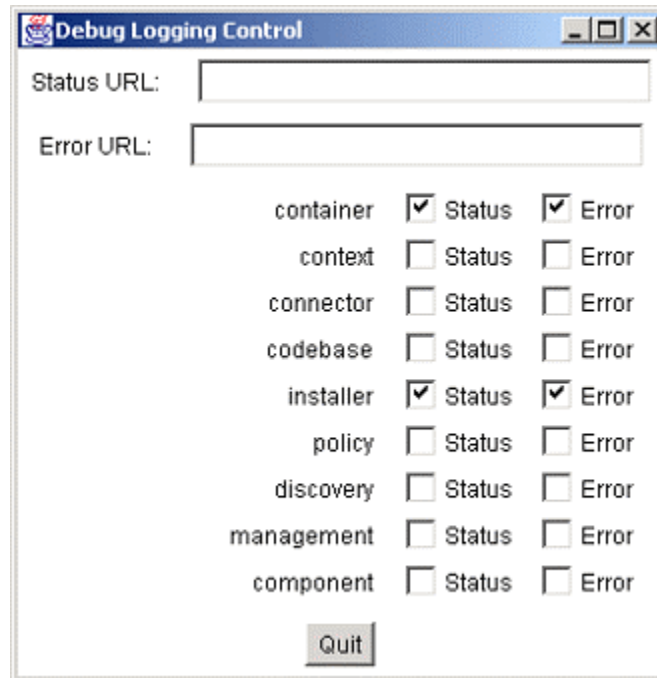 Debug Logging Control
Status URL:
Error URL:
container Status Error
context Status Error
connector Status Error
codebase Status Error
installer Status Error
policy Status Error
discovery Status Error
management Status Error
component Status Error
Quit